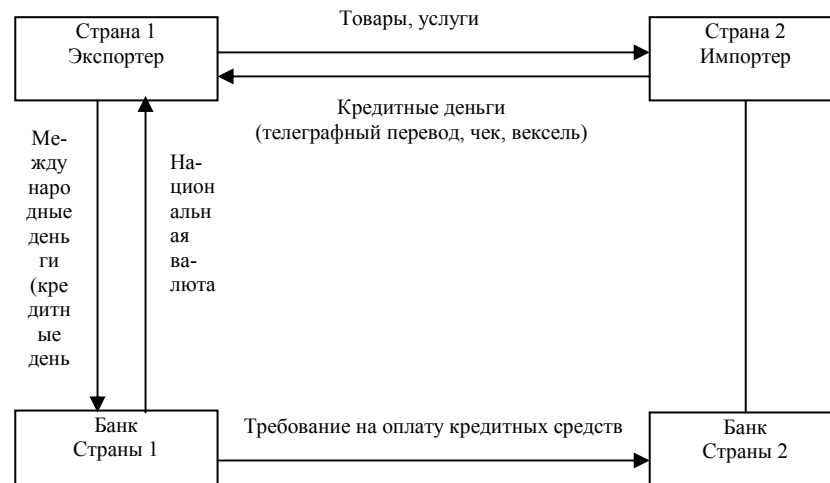 Страна 1
Экспортер
Товары, услуги
Страна 2
Импортер
Кредитные деньги
(телеграфный перевод, чек, вексель)
Ме-
жду
наро
дные
день
ги
(кре
дитн
ые
день
На-
цион
альн
ая
ва-
люта
Банк
Страны 1
Требование на оплату кредитных средств
Банк
Страны 2